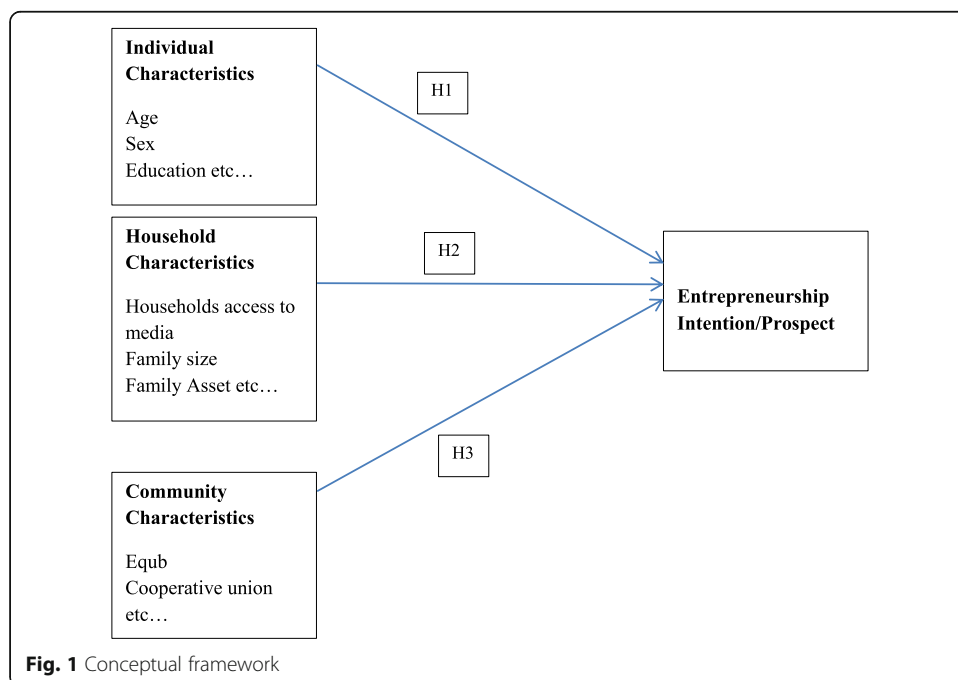 Individual
Characteristics
Age
Sex
Education etc…
H1
Household
Characteristics
Households access to
media
Family size
Family Asset etc…
H2
Entrepreneurship
Intention/Prospect
H3
Community
Characteristics
Equb
Cooperative union
etc…
Fig. 1 Conceptual framework